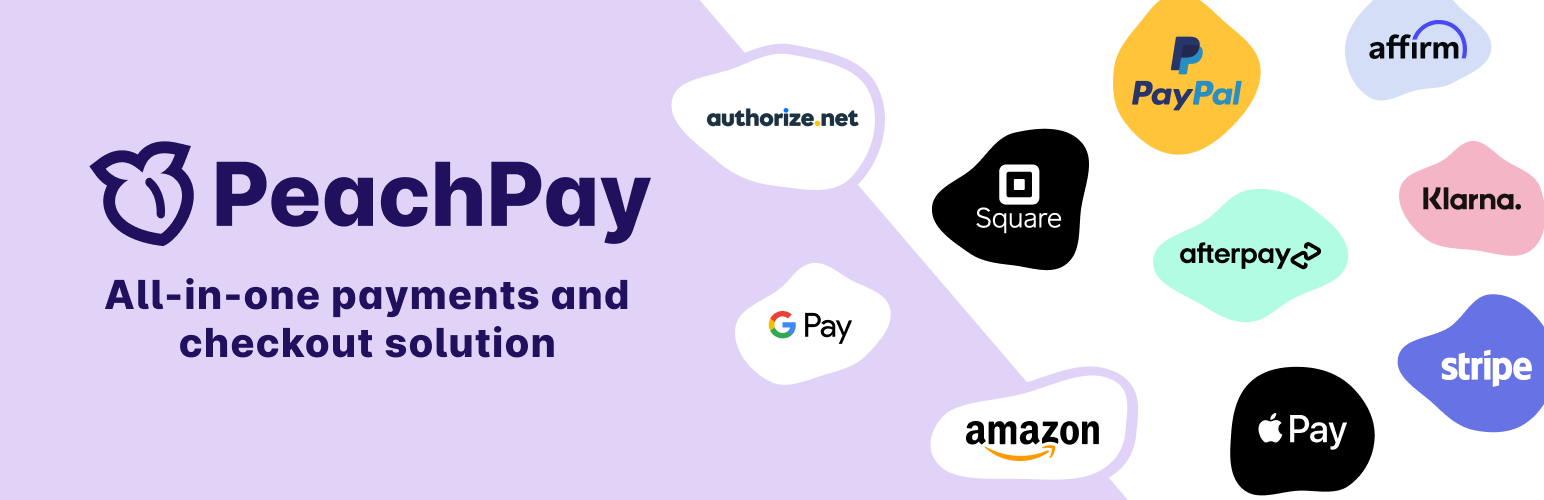 PeachPay
All-in-one payments and
checkout solution
authorize.net
G Pay
amazon
Square
PayPal
afterpay
Pay
affirm
Klarna.
stripe